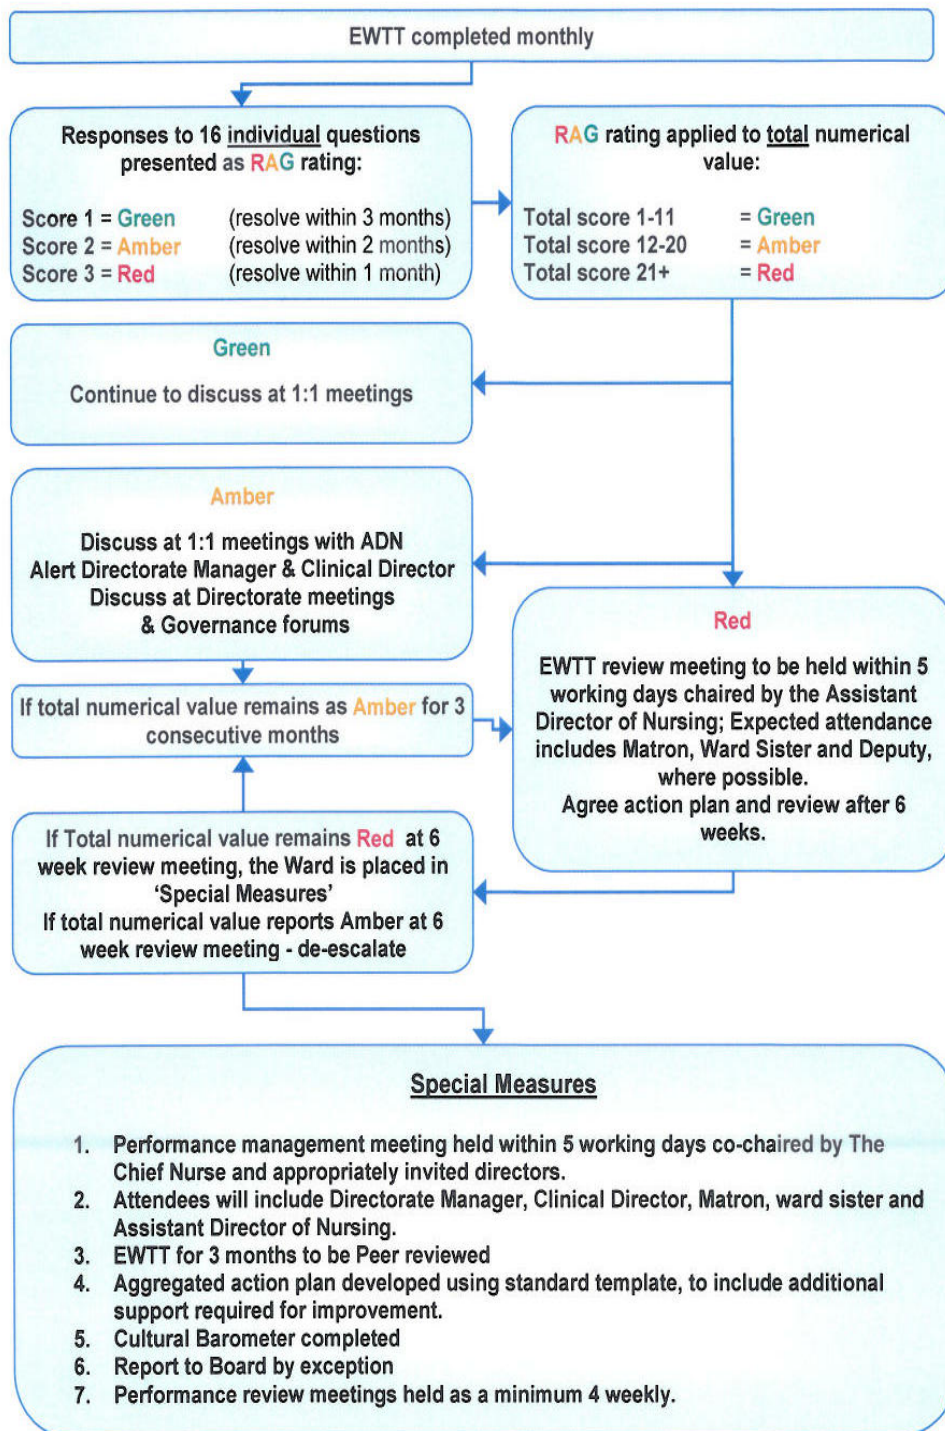 EWTT completed monthly
Responses to 16 individual questions
presented as RAG rating:
Score 1 = Green (resolve within 3 months)
Score 2 = Amber (resolve within 2 months)
Score 3 = Red (resolve within 1 month)
RAG rating applied to total numerical
value:
Total score 1-11 = Green
Total score 12-20 = Amber
Total score 21+ = Red
Green
Continue to discuss at 1:1 meetings
Amber
Discuss at 1:1 meetings with ADN
Alert Directorate Manager & Clinical Director
Discuss at Directorate meetings
& Governance forums
If total numerical value remains as Amber for 3
consecutive months
Red
EWTT review meeting to be held within 5
working days chaired by the Assistant
Director of Nursing; Expected attendance
includes Matron, Ward Sister and Deputy,
where possible.
Agree action plan and review after 6
weeks.
If Total numerical value remains Red at 6
week review meeting, the Ward is placed in
‘Special Measures’
If total numerical value reports Amber at 6
week review meeting - de-escalate
Special Measures
1. Performance management meeting held within 5 working days co-chaired by The
Chief Nurse and appropriately invited directors.
2. Attendees will include Directorate Manager, Clinical Director, Matron, ward sister and
Assistant Director of Nursing.
3. EWTT for 3 months to be Peer reviewed
4. Aggregated action plan developed using standard template, to include additional
support required for improvement.
5. Cultural Barometer completed
6. Report to Board by exception
7. Performance review meetings held as a minimum 4 weekly.